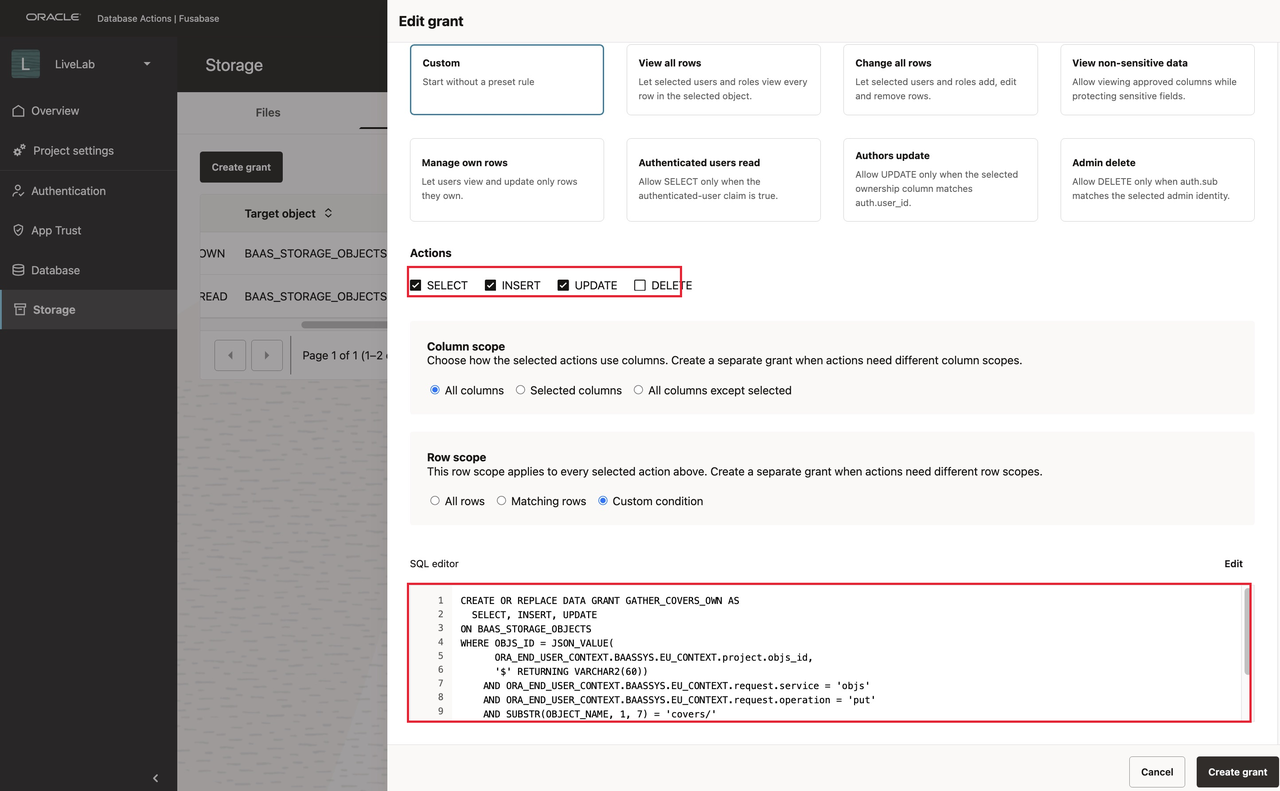 ORACLE Database Actions | Fusabase
L LiveLab
Overview
Project settings
Authentication
App Trust
Database
Storage
Storage
Files
Create grant
Target object
OWN BAAS_STORAGE_OBJECTS
READ BAAS_STORAGE_OBJECTS
Page 1 of 1 (1–2
Edit grant
Custom
Start without a preset rule
View all rows
Let selected users and roles view every
row in the selected object.
Change all rows
Let selected users and roles add, edit
and remove rows.
View non-sensitive data
Allow viewing approved columns while
protecting sensitive fields.
Manage own rows
Let users view and update only rows
they own.
Authenticated users read
Allow SELECT only when the
authenticated-user claim is true.
Authors update
Allow UPDATE only when the selected
ownership column matches
auth.user_id.
Admin delete
Allow DELETE only when auth.sub
matches the selected admin identity.
Actions
SELECT INSERT UPDATE DELETE
Column scope
Choose how the selected actions use columns. Create a separate grant when actions need different column scopes.
All columns Selected columns All columns except selected
Row scope
This row scope applies to every selected action above. Create a separate grant when actions need different row scopes.
All rows Matching rows Custom condition
SQL editor Edit
1 CREATE OR REPLACE DATA GRANT GATHER_COVERS_OWN AS
2 SELECT, INSERT, UPDATE
3 ON BAAS_STORAGE_OBJECTS
4 WHERE OBJS_ID = JSON_VALUE(
5 ORA_END_USER_CONTEXT.BAASSYS.EU_CONTEXT.project.objs_id,
6 '$' RETURNING VARCHAR2(60))
7 AND ORA_END_USER_CONTEXT.BAASSYS.EU_CONTEXT.request.service = 'objs'
8 AND ORA_END_USER_CONTEXT.BAASSYS.EU_CONTEXT.request.operation = 'put'
9 AND SUBSTR(OBJECT_NAME, 1, 7) = 'covers/'
Cancel Create grant